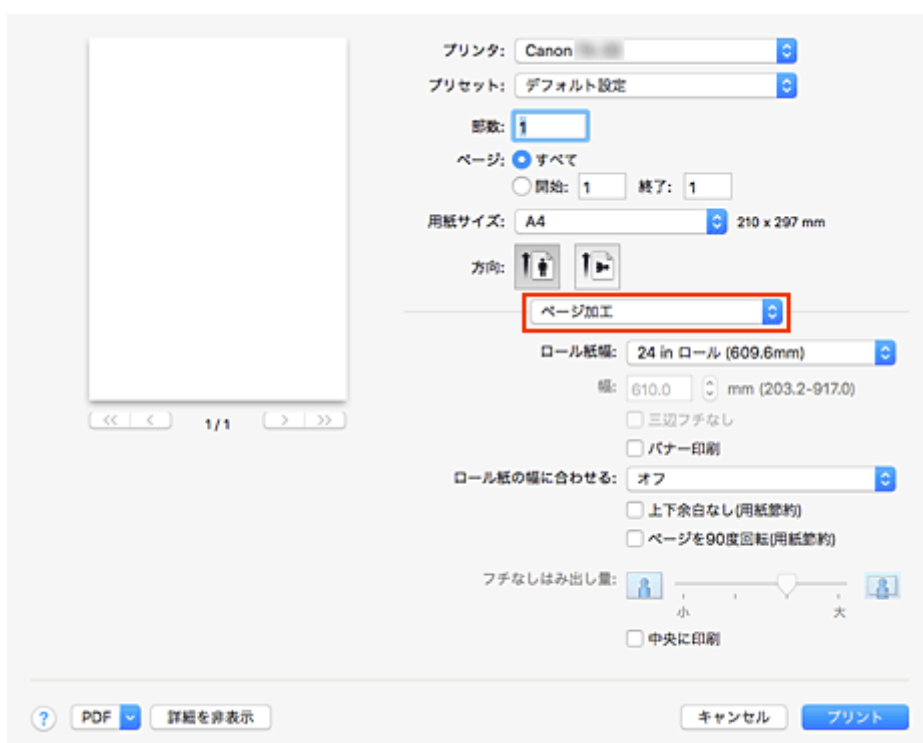 プリンタ: Canon
プリセット: デフォルト設定
部数: 1
ページ: すべて
開始: 1 終了: 1
用紙サイズ: A4 210 x 297 mm
方向:
ページ加工
ロール紙幅: 24 in ロール (609.6mm)
幅: 610.0 mm (203.2-917.0)
三辺フチなし
<< < 1 / 1 > >>
バナー印刷
ロール紙の幅に合わせる: オフ
上下余白なし(用紙節約)
ページを90度回転(用紙節約)
フチなしはみ出し量:
小 大
中央に印刷
? PDF 詳細を非表示 キャンセル プリント